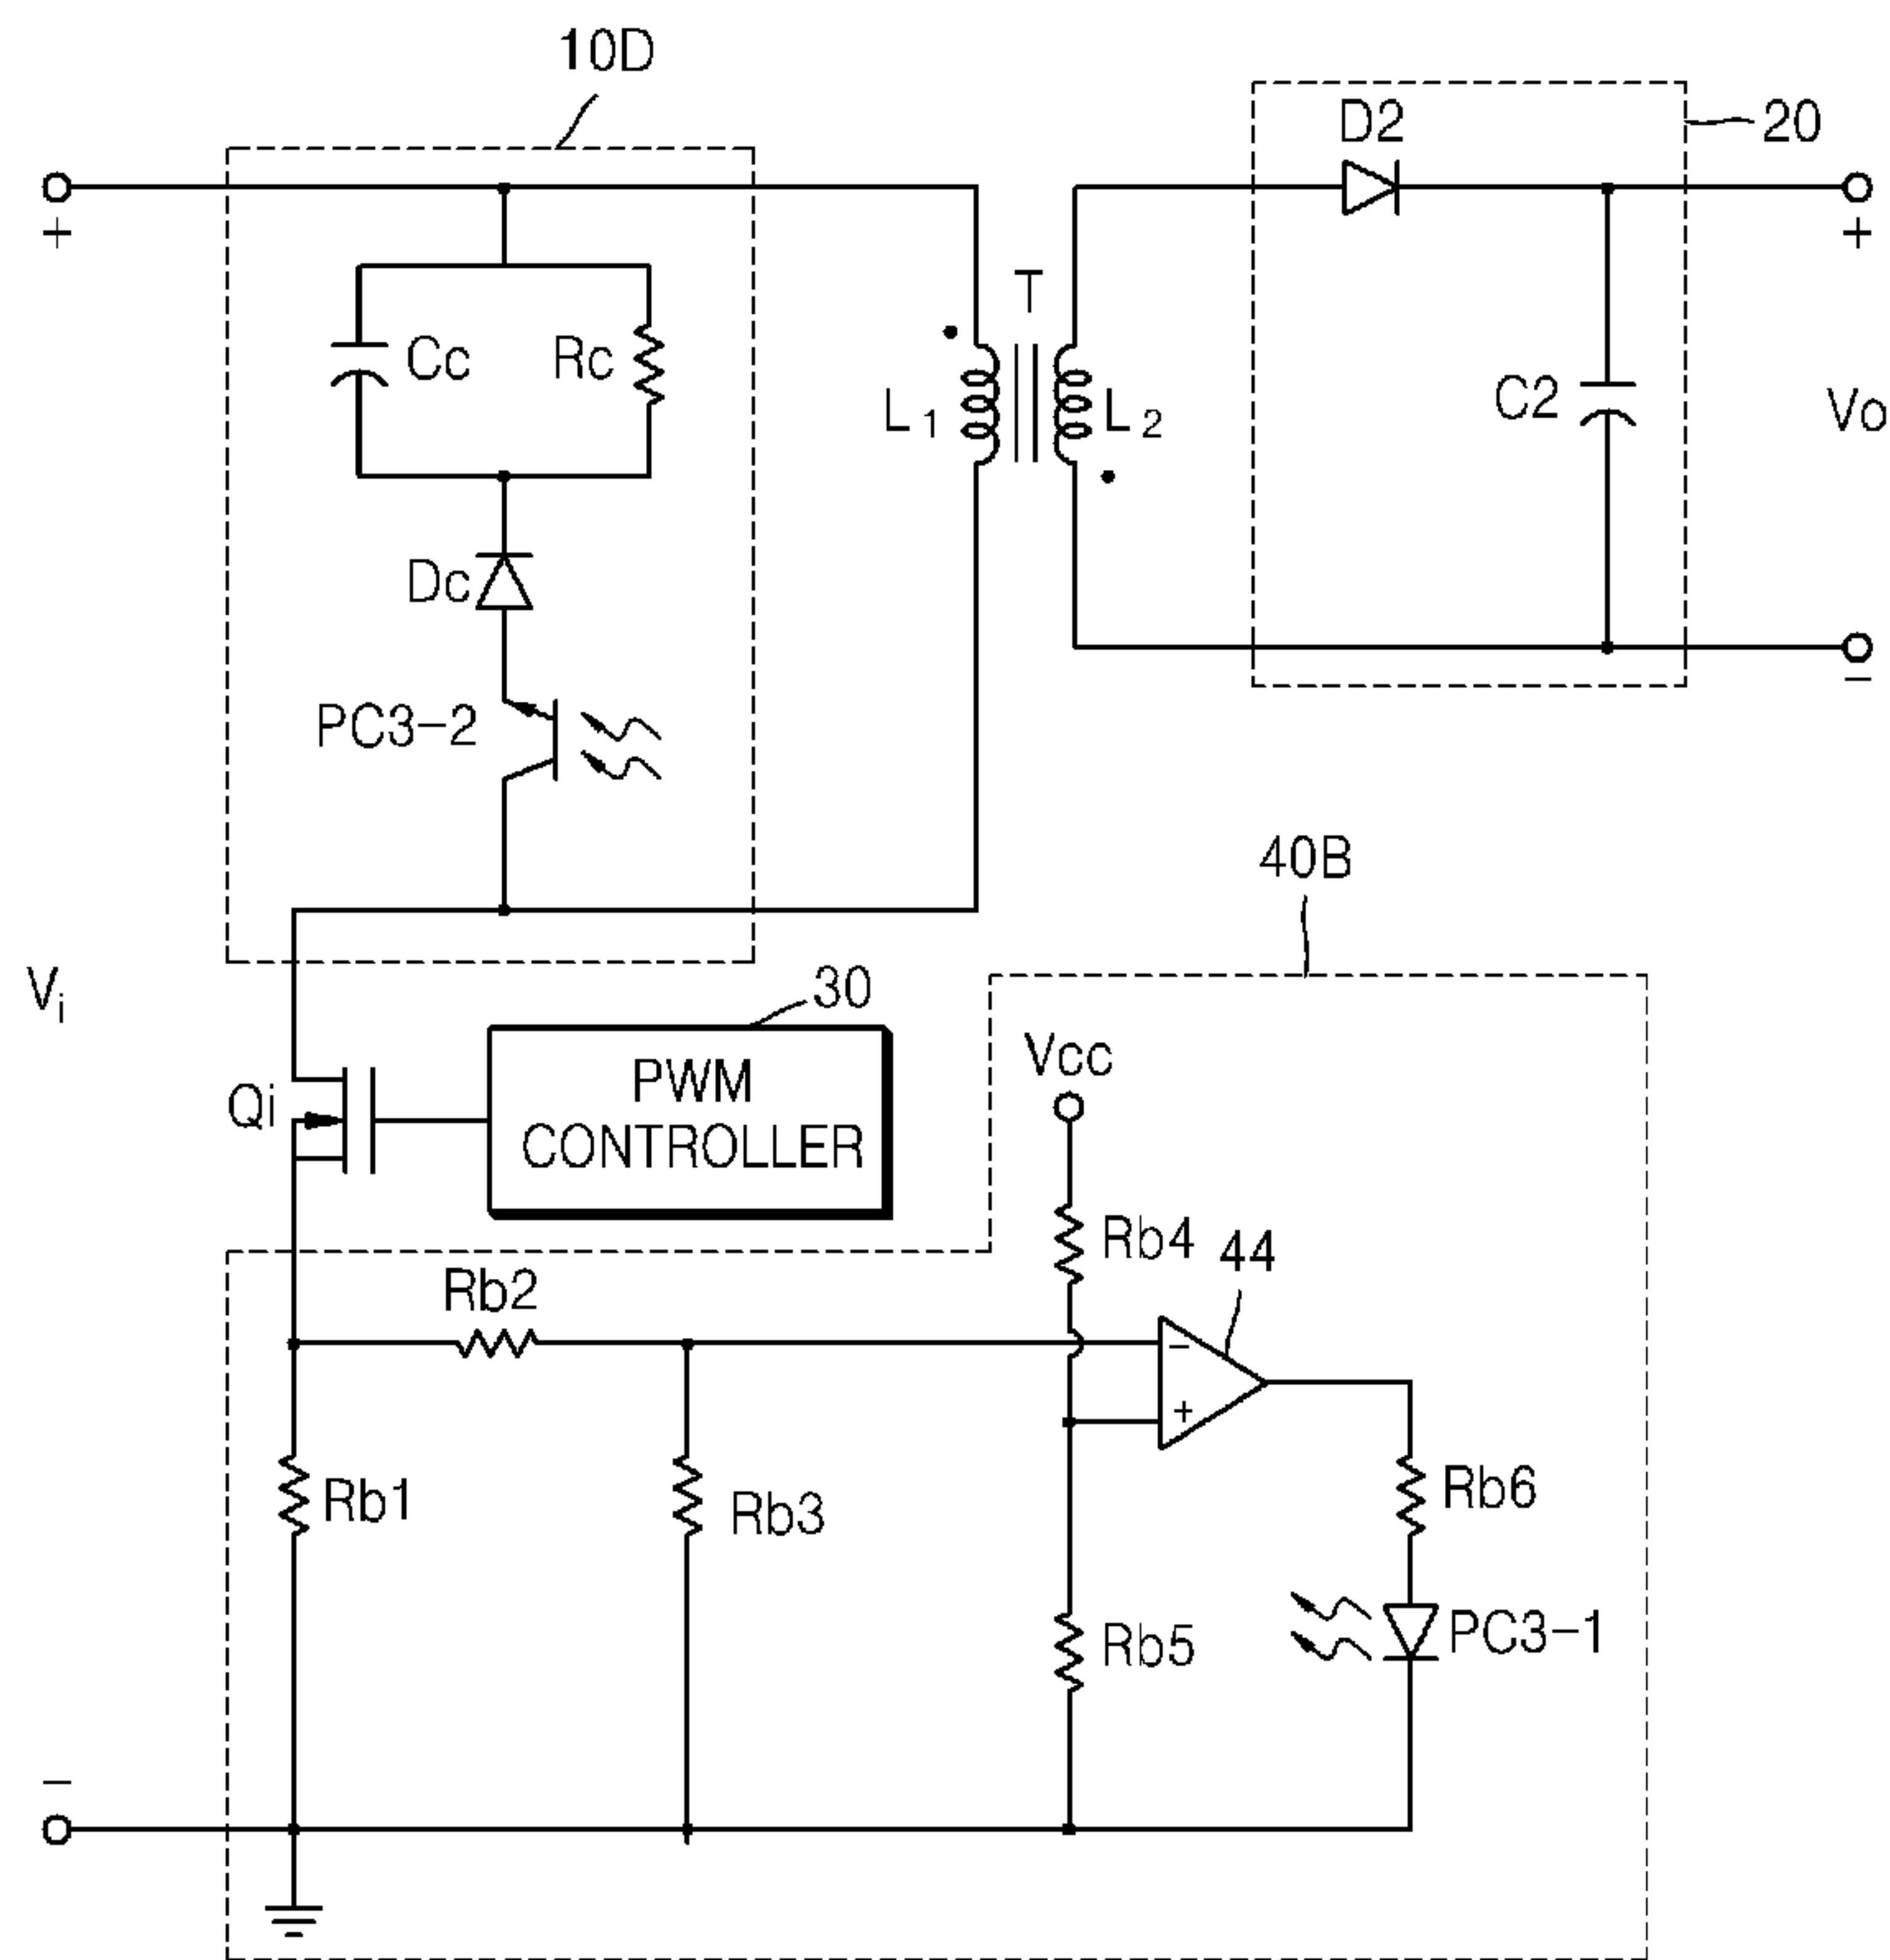 10D
D2
20
+
+
T
Cc
Rc
L1
L2
C2
Vo
Dc
PC3-2
−
40B
Vi
30
Vcc
Qi
PWM
CONTROLLER
Rb4
44
Rb2
−
+
Rb1
Rb3
Rb6
Rb5
PC3-1
−